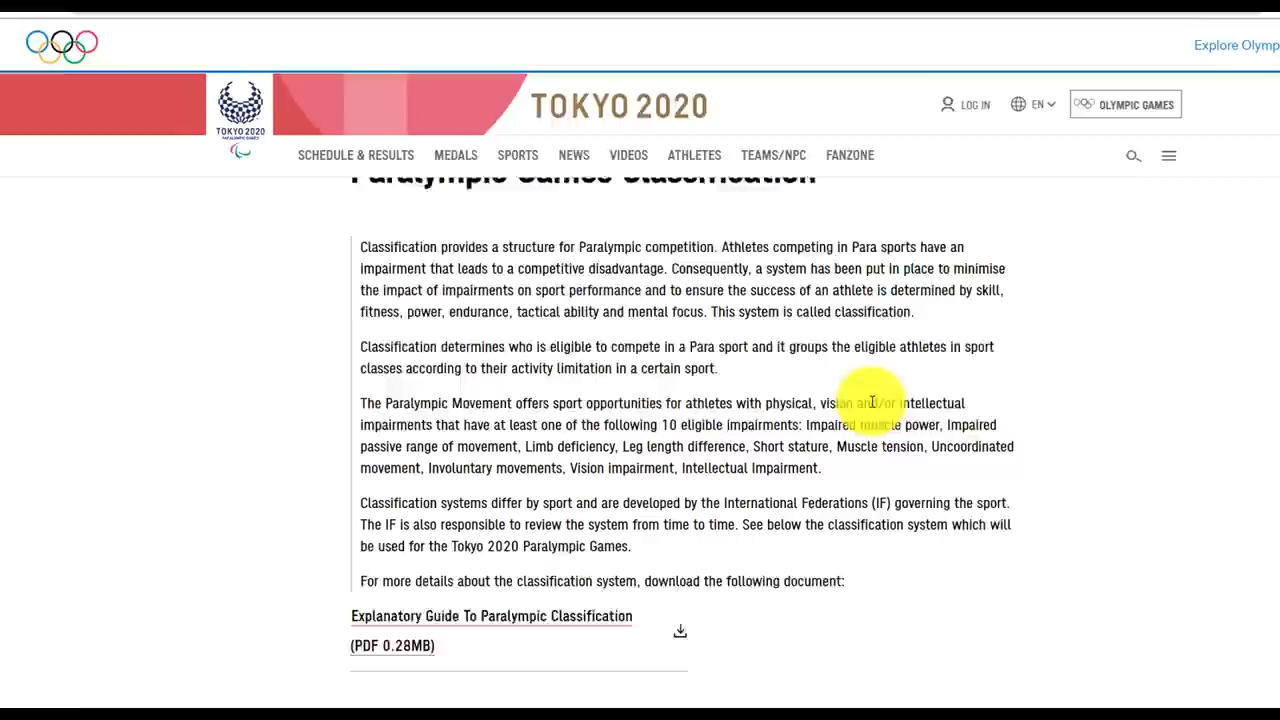 Explore Olymp
TOKYO 2020
PARALYMPIC GAMES
TOKYO 2020
LOG IN
EN
OLYMPIC GAMES
SCHEDULE & RESULTS MEDALS SPORTS NEWS VIDEOS ATHLETES TEAMS/NPC FANZONE
Paralympic Games Classification
Classification provides a structure for Paralympic competition. Athletes competing in Para sports have an
impairment that leads to a competitive disadvantage. Consequently, a system has been put in place to minimise
the impact of impairments on sport performance and to ensure the success of an athlete is determined by skill,
fitness, power, endurance, tactical ability and mental focus. This system is called classification.
Classification determines who is eligible to compete in a Para sport and it groups the eligible athletes in sport
classes according to their activity limitation in a certain sport.
The Paralympic Movement offers sport opportunities for athletes with physical, vision and/or intellectual
impairments that have at least one of the following 10 eligible impairments: Impaired muscle power, Impaired
passive range of movement, Limb deficiency, Leg length difference, Short stature, Muscle tension, Uncoordinated
movement, Involuntary movements, Vision impairment, Intellectual Impairment.
Classification systems differ by sport and are developed by the International Federations (IF) governing the sport.
The IF is also responsible to review the system from time to time. See below the classification system which will
be used for the Tokyo 2020 Paralympic Games.
For more details about the classification system, download the following document:
Explanatory Guide To Paralympic Classification
(PDF 0.28MB)